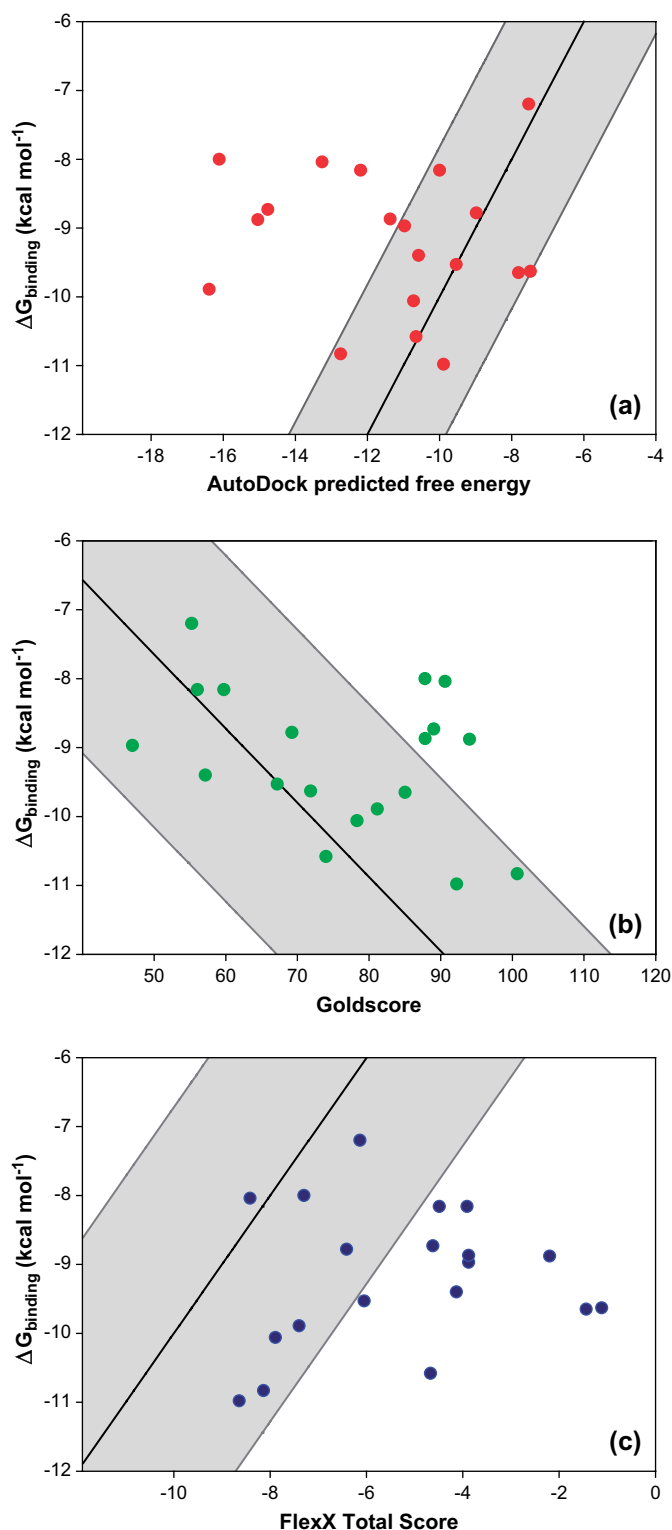 -6
-7
-8
-9
-10
-11
-12
ΔGbinding (kcal mol-1)
(a)
-18 -16 -14 -12 -10 -8 -6 -4
AutoDock predicted free energy
-6
-7
-8
-9
-10
-11
-12
ΔGbinding (kcal mol-1)
(b)
50 60 70 80 90 100 110 120
Goldscore
-6
-7
-8
-9
-10
-11
-12
ΔGbinding (kcal mol-1)
(c)
-10 -8 -6 -4 -2 0
FlexX Total Score